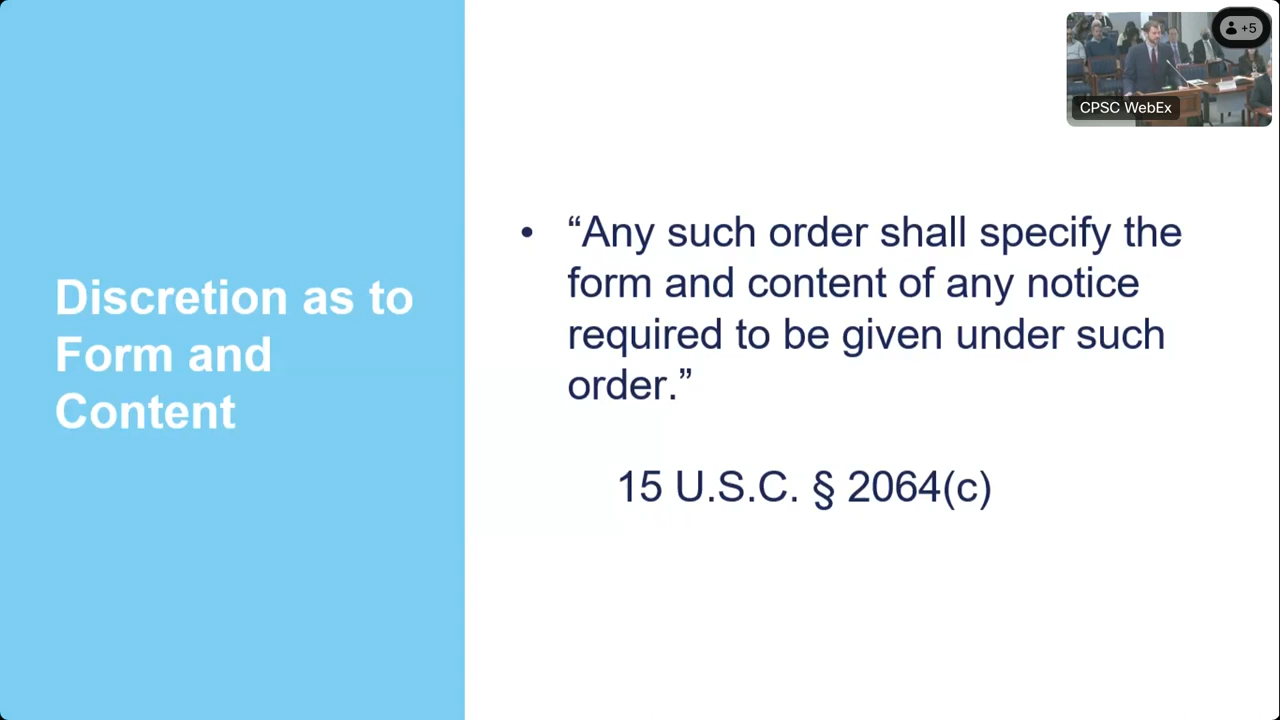 Discretion as to
Form and
Content
• “Any such order shall specify the
form and content of any notice
required to be given under such
order.”
15 U.S.C. § 2064(c)
+5
CPSC WebEx